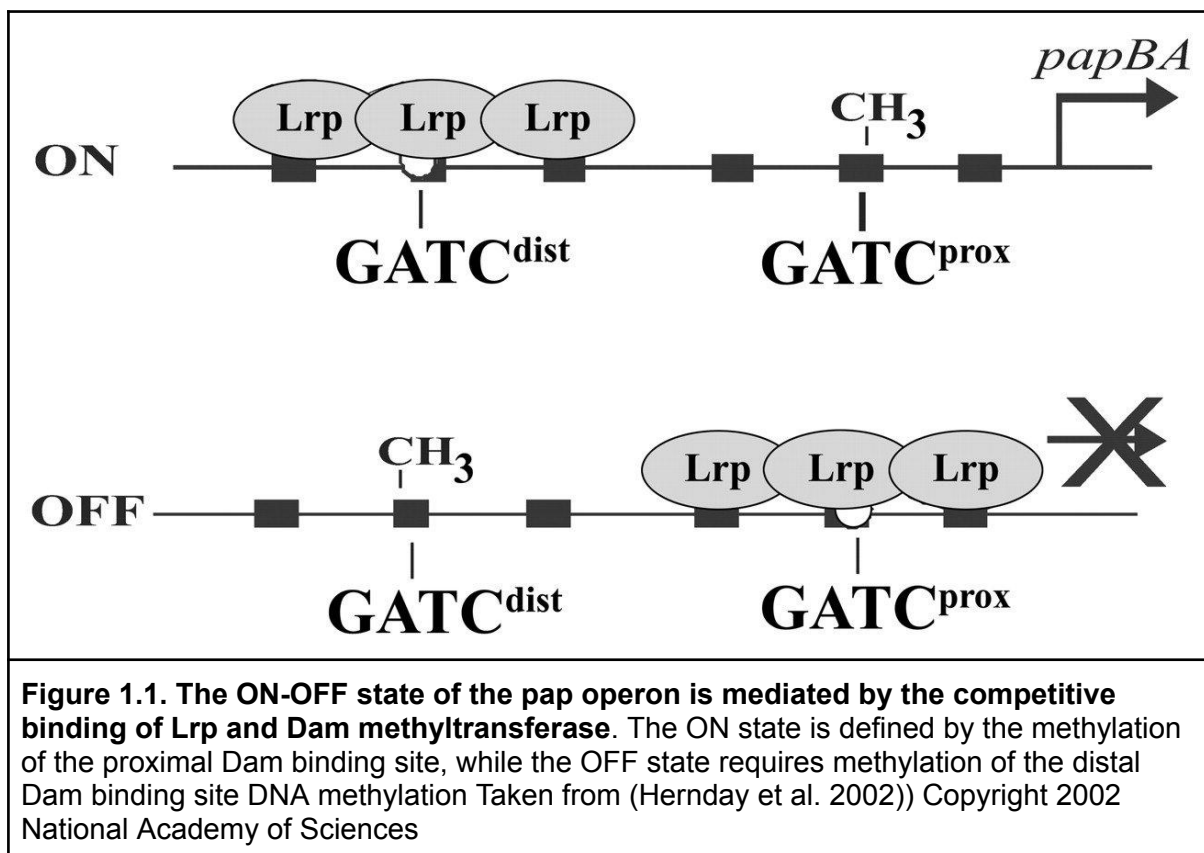 papBA
Lrp Lrp Lrp CH3
ON
GATCdist GATCprox
CH3 Lrp Lrp Lrp
OFF
GATCdist GATCprox
Figure 1.1. The ON-OFF state of the pap operon is mediated by the competitive
binding of Lrp and Dam methyltransferase. The ON state is defined by the methylation
of the proximal Dam binding site, while the OFF state requires methylation of the distal
Dam binding site DNA methylation Taken from (Hernday et al. 2002)) Copyright 2002
National Academy of Sciences